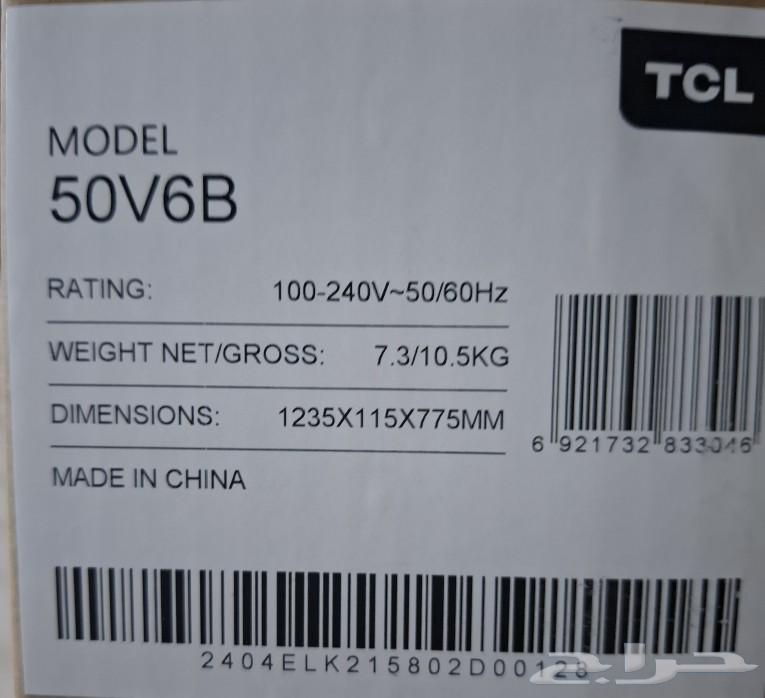 TCL
MODEL
50V6B
RATING: 100-240V~50/60Hz
WEIGHT NET/GROSS: 7.3/10.5KG
DIMENSIONS: 1235X115X775MM
6 921732 833046
MADE IN CHINA
2404ELK215802D00128
حراج